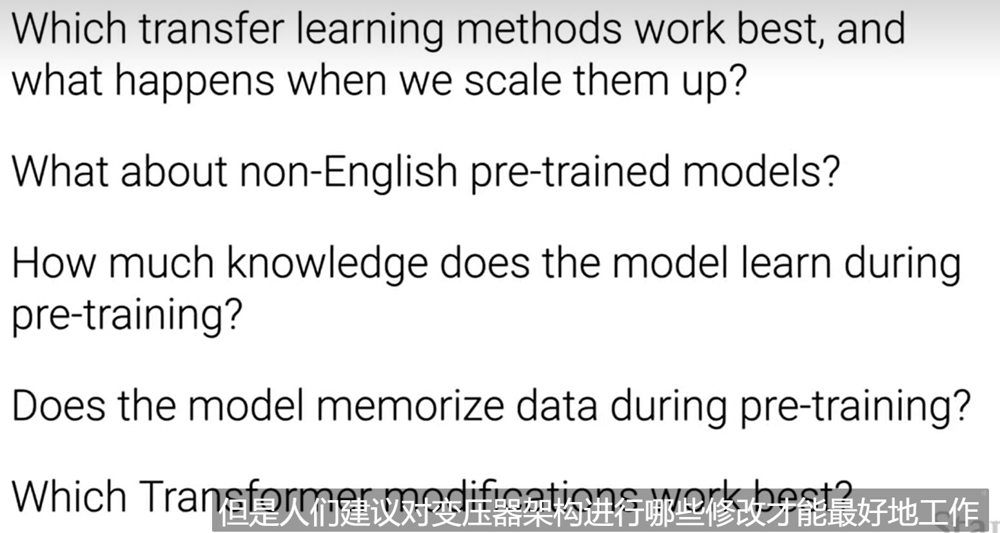 Which transfer learning methods work best, and
what happens when we scale them up?
What about non-English pre-trained models?
How much knowledge does the model learn during
pre-training?
Does the model memorize data during pre-training?
Which Transformer modifications work best?
但是人们建议对变压器架构进行哪些修改才能最好地工作